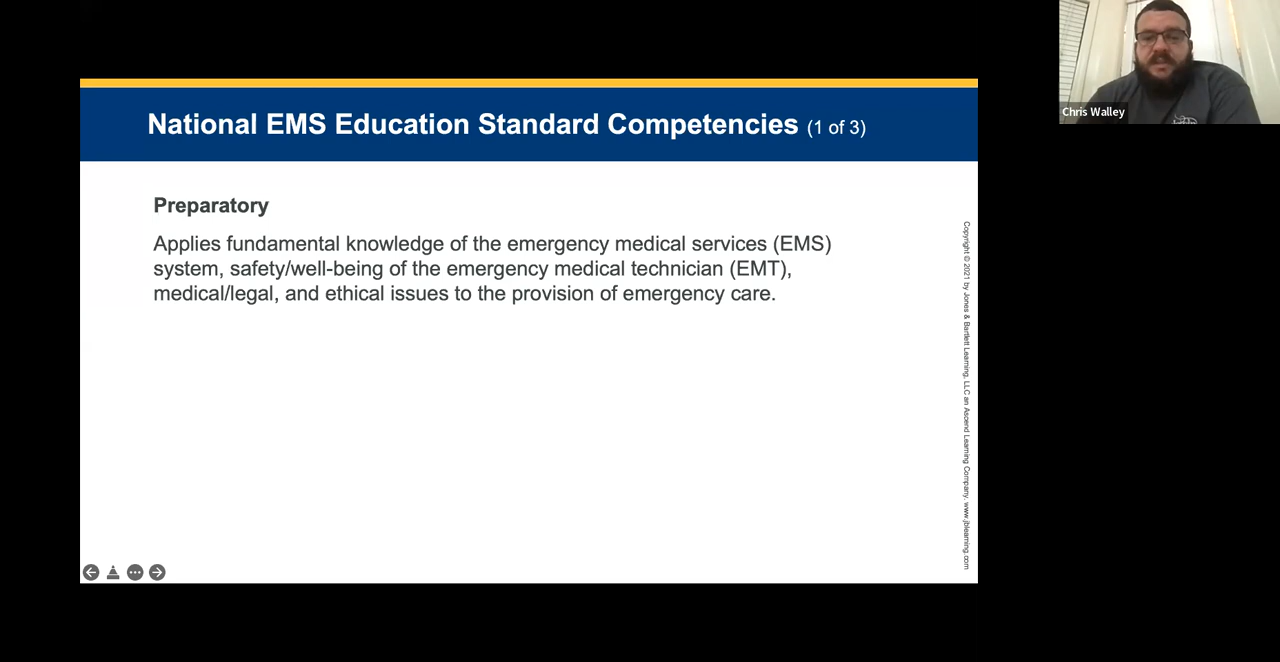 National EMS Education Standard Competencies (1 of 3)
Preparatory
Applies fundamental knowledge of the emergency medical services (EMS)
system, safety/well-being of the emergency medical technician (EMT),
medical/legal, and ethical issues to the provision of emergency care.
Copyright © 2021 by Jones & Bartlett Learning, LLC an Ascend Learning Company. www.jblearning.com
Chris Walley